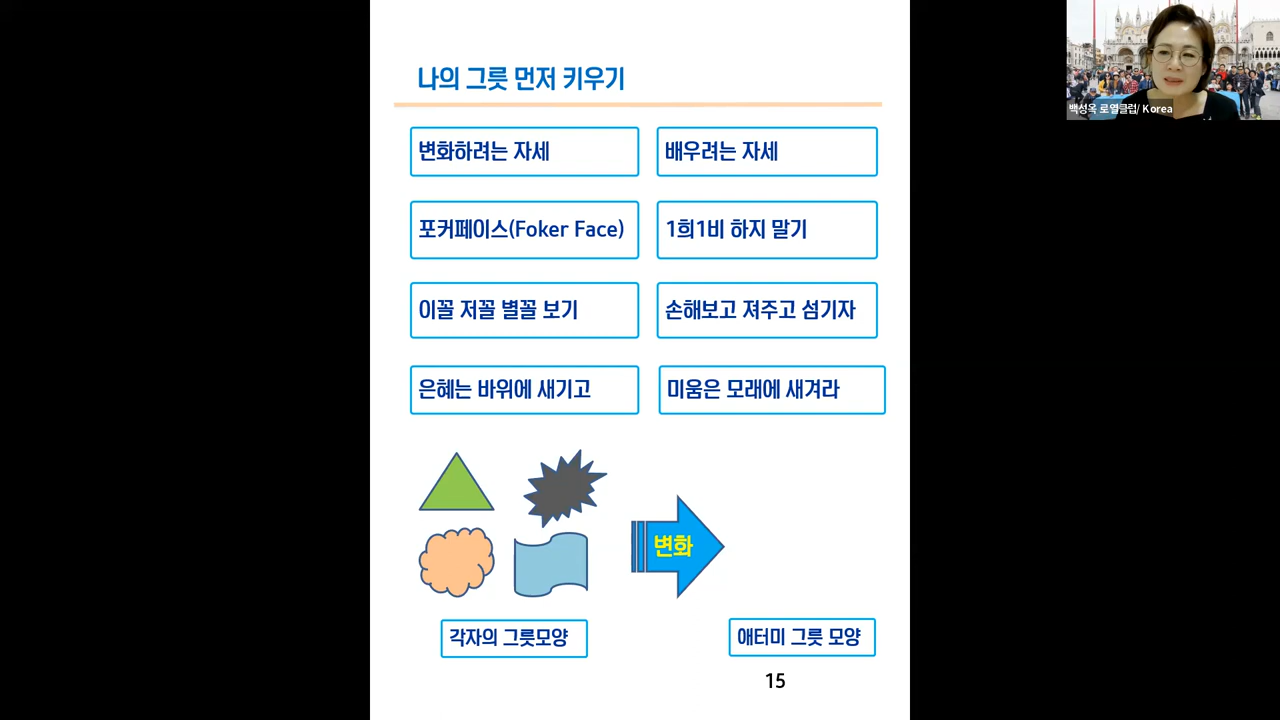 나의 그릇 먼저 키우기
백성옥 로열클럽/ Korea
변화하려는 자세
배우려는 자세
포커페이스(Foker Face)
1희1비 하지 말기
이꼴 저꼴 별꼴 보기
손해보고 져주고 섬기자
은혜는 바위에 새기고
미움은 모래에 새겨라
변화
각자의 그릇모양
애터미 그릇 모양
15